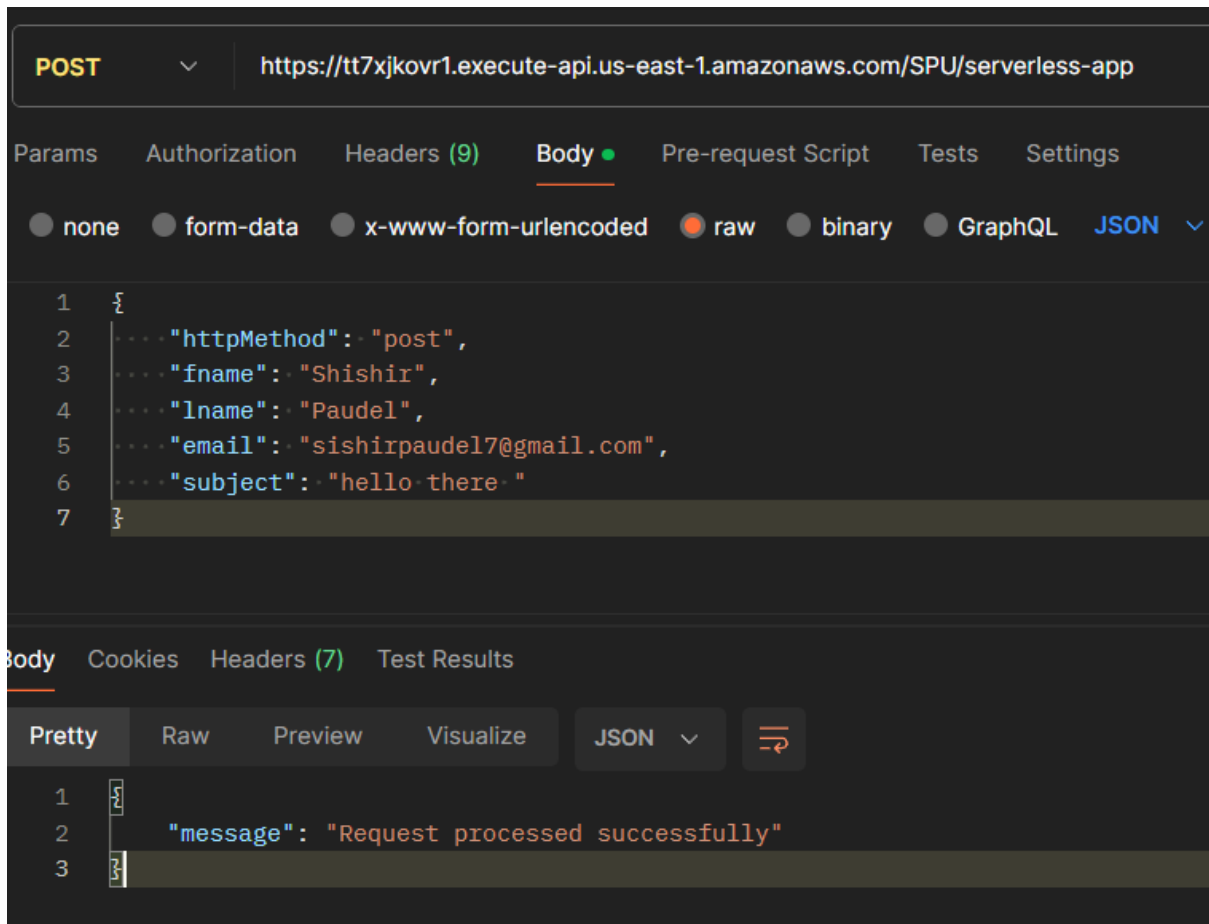 POST https://tt7xjkovr1.execute-api.us-east-1.amazonaws.com/SPU/serverless-app
Params Authorization Headers (9) Body Pre-request Script Tests Settings
none form-data x-www-form-urlencoded raw binary GraphQL JSON
1 {
2 "httpMethod": "post",
3 "fname": "Shishir",
4 "lname": "Paudel",
5 "email": "sishirpaudel7@gmail.com",
6 "subject": "hello there "
7 }
Body Cookies Headers (7) Test Results
Pretty Raw Preview Visualize JSON
1 {
2 "message": "Request processed successfully"
3 }